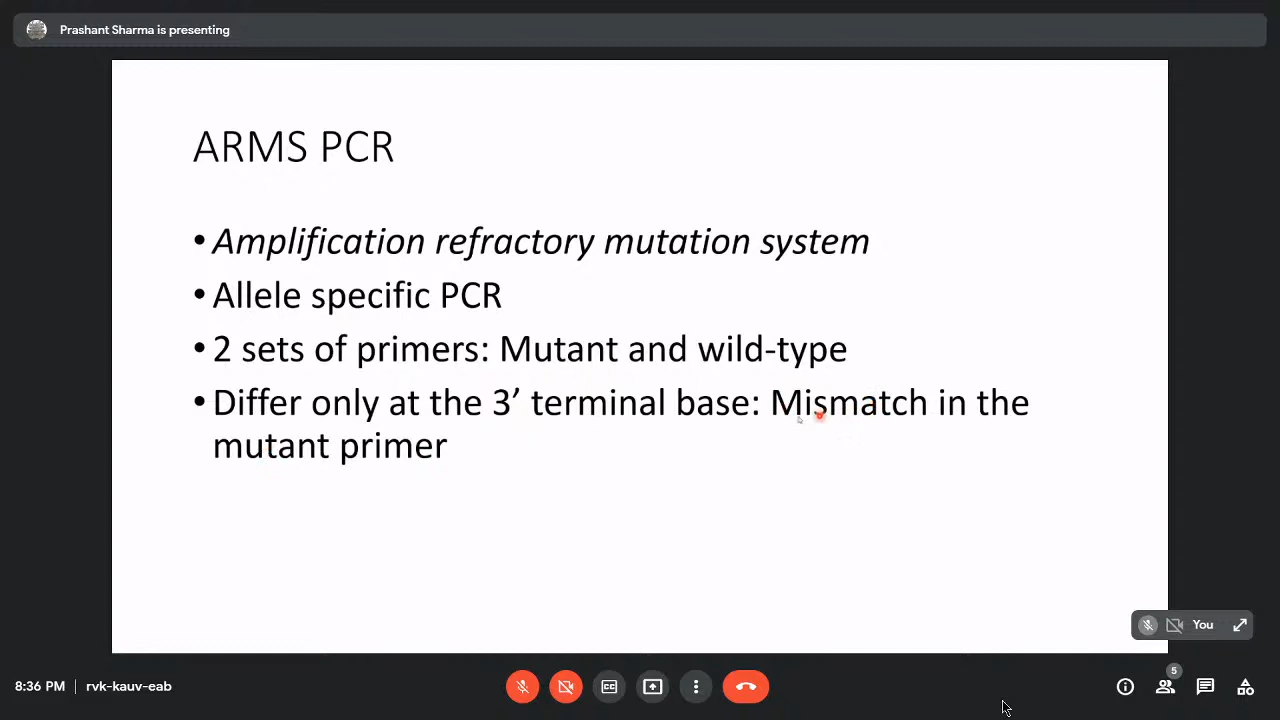 Prashant Sharma is presenting
ARMS PCR
•Amplification refractory mutation system
•Allele specific PCR
•2 sets of primers: Mutant and wild-type
•Differ only at the 3’ terminal base: Mismatch in the
mutant primer
You
5
8:36 PM | rvk-kauv-eab
CC